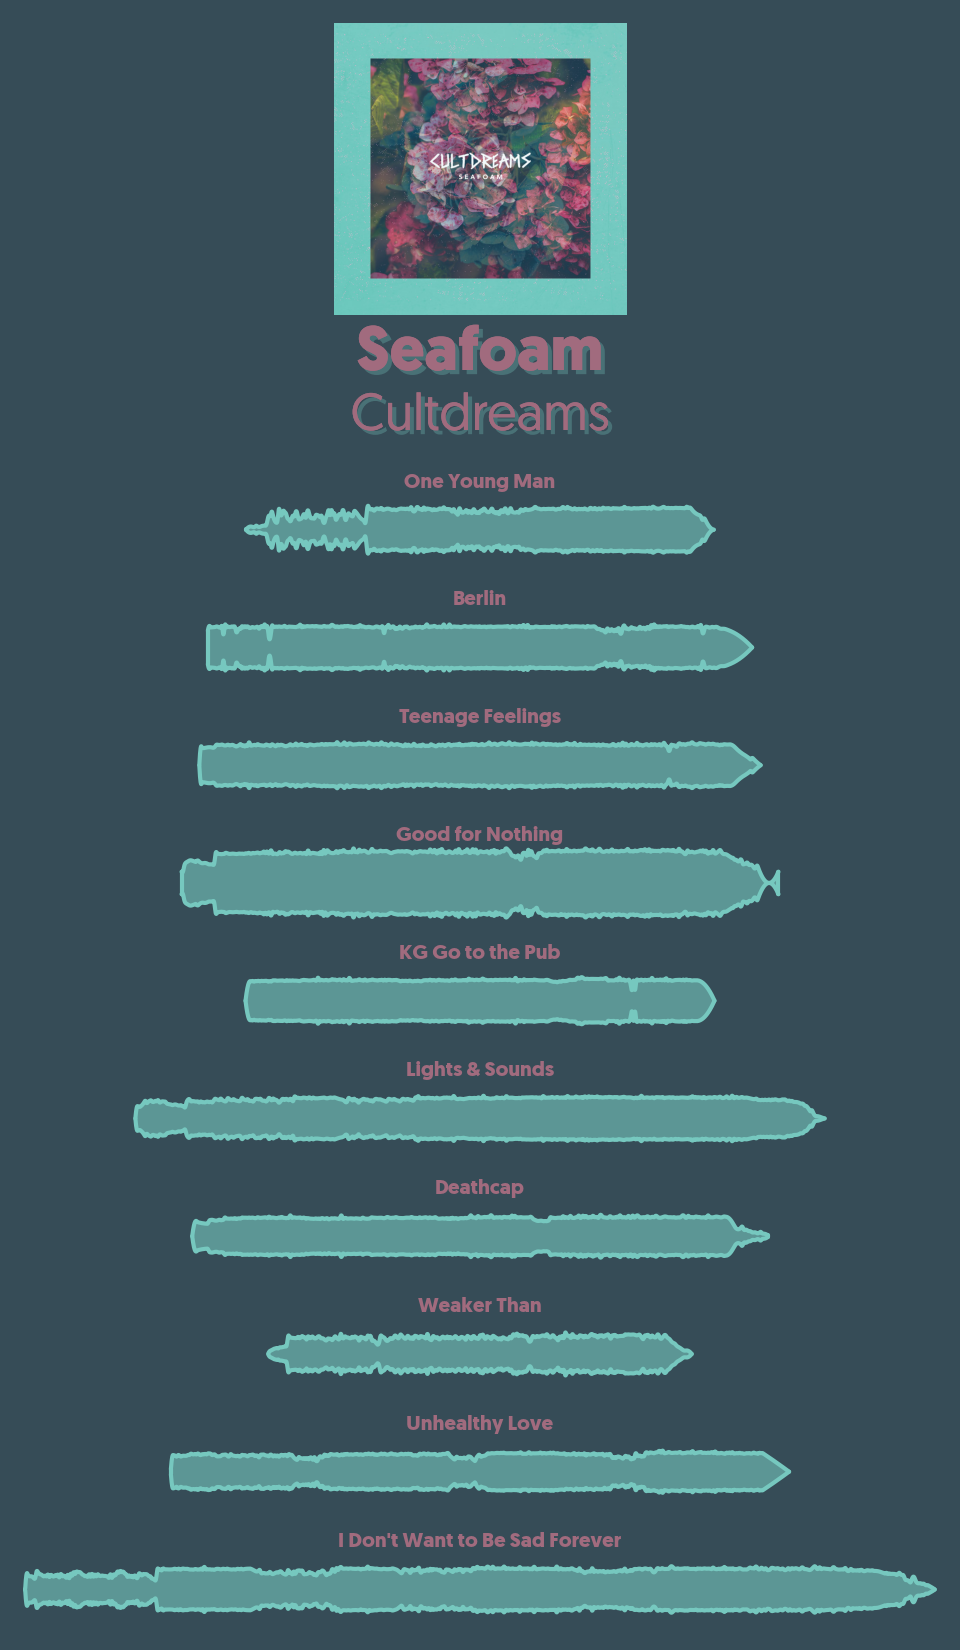 CULTDREAMS
SEAFOAM
Seafoam
Cultdreams
One Young Man
Berlin
Teenage Feelings
Good for Nothing
KG Go to the Pub
Lights & Sounds
Deathcap
Weaker Than
Unhealthy Love
I Don't Want to Be Sad Forever